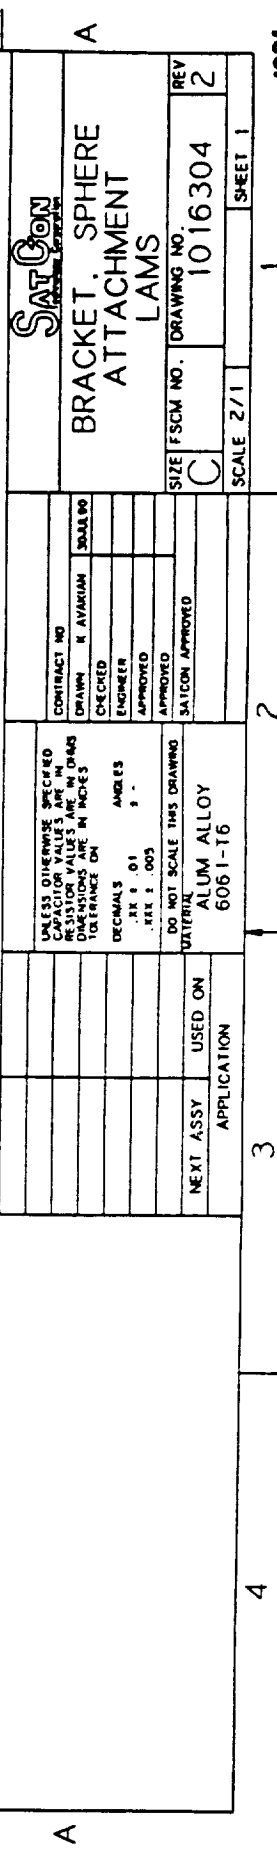 A
SATCON
Technology Corporation
BRACKET, SPHERE
ATTACHMENT
LAMS
SIZE
C
FSCM NO.
DRAWING NO.
1016304
REV
2
SCALE 2/1
SHEET 1
CONTRACT NO
DRAWN K AVAKIAN 30JUL90
CHECKED
ENGINEER
APPROVED
APPROVED
SATCON APPROVED
UNLESS OTHERWISE SPECIFIED
CAPACITOR VALUES ARE IN
RESISTOR VALUES ARE IN OHMS
DIMENSIONS ARE IN INCHES
TOLERANCE ON
DECIMALS ANGLES
.XX ± .01 ± -
.XXX ± .005
DO NOT SCALE THIS DRAWING
MATERIAL
ALUM ALLOY
6061-T6
NEXT ASSY
USED ON
APPLICATION
A
4
3
2
1